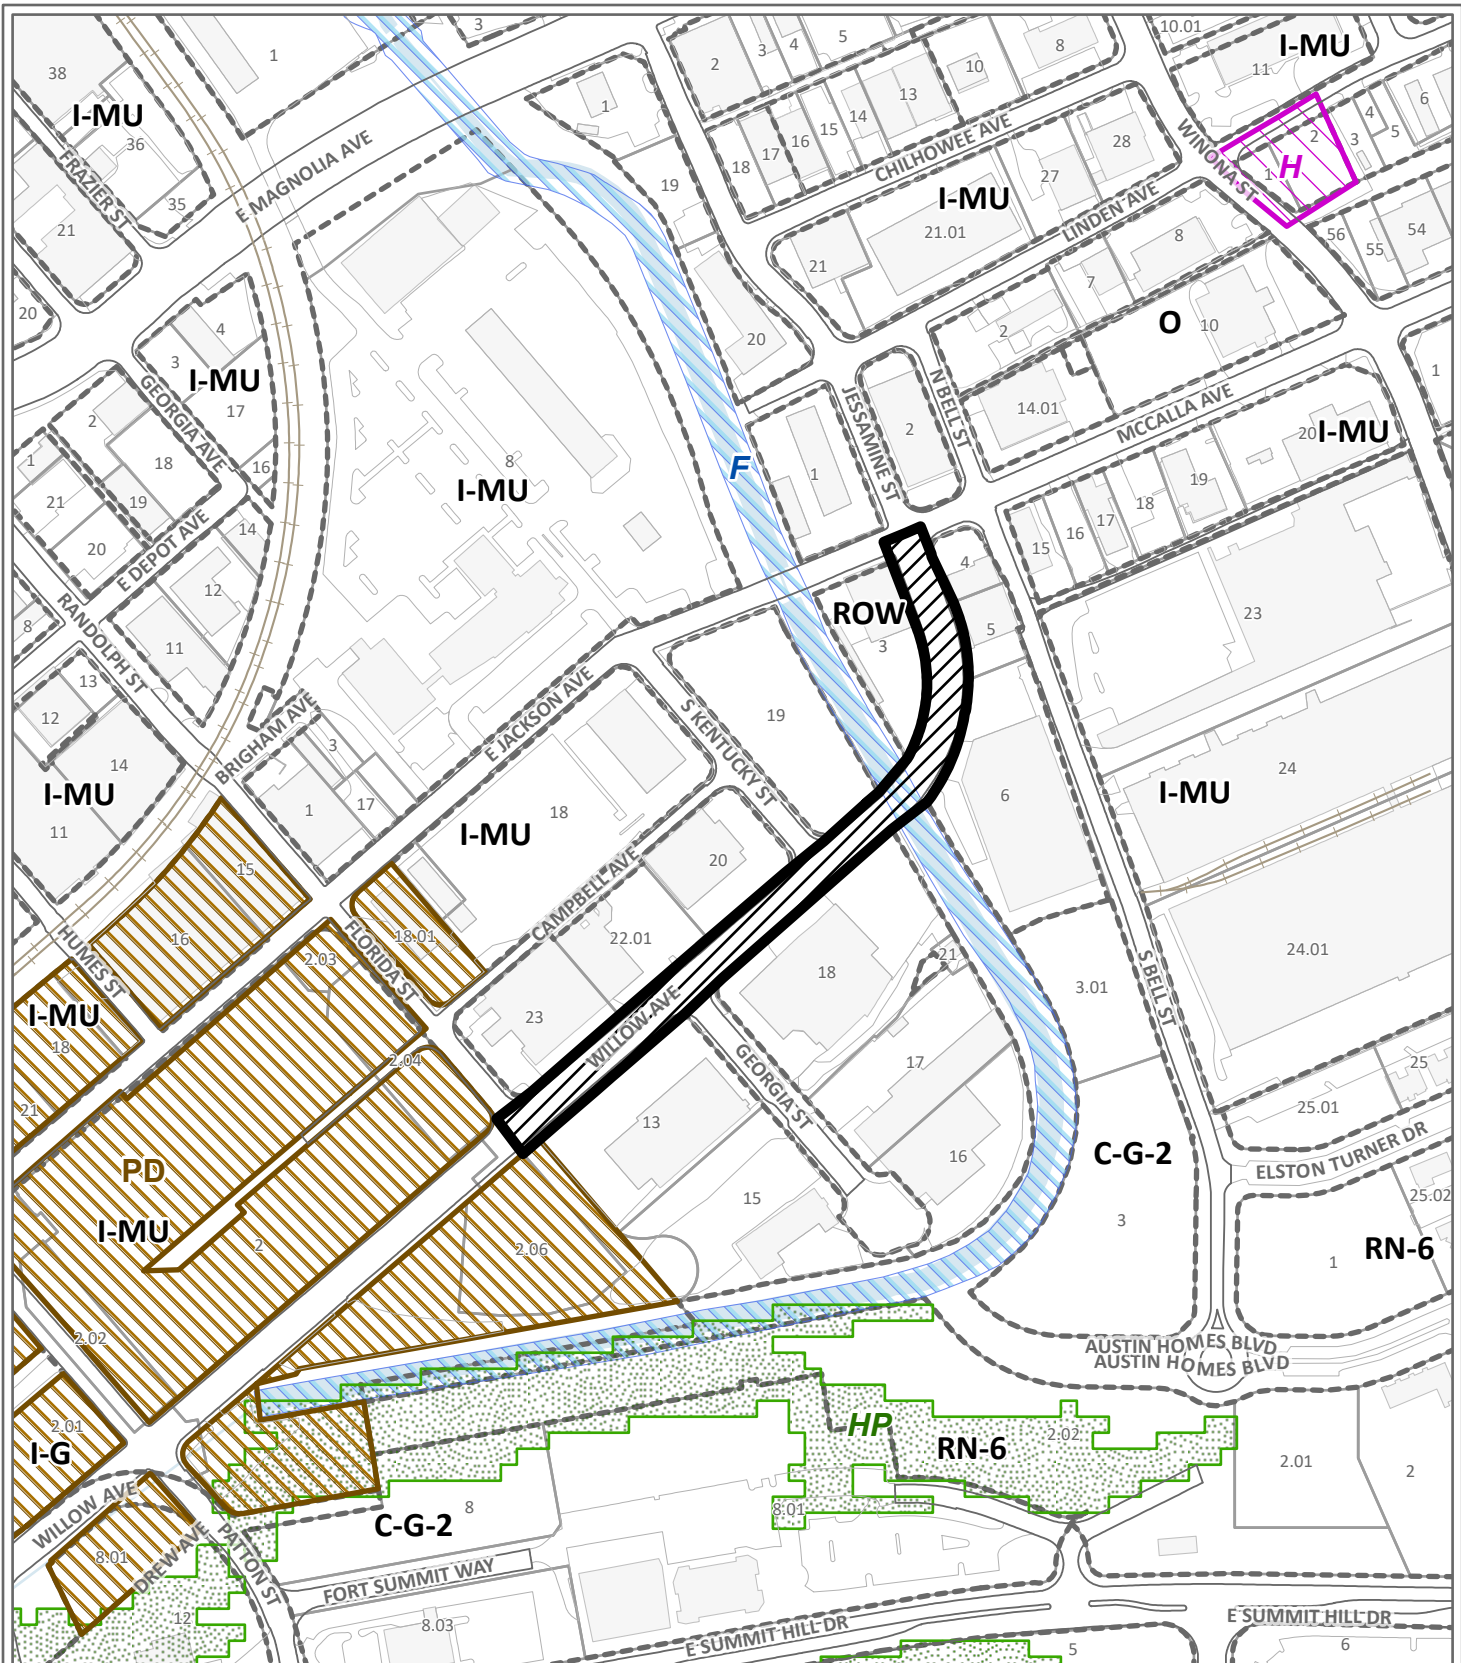 38
1
3
I-MU
36
FRAZIER ST
35
21
20
E MAGNOLIA AVE
1
2
3
4
5
8
10
13
14
15
16
17
18
19
10.01
I-MU
11
4
6
3
5
2
1
H
WINONA ST
CHILHOWEE AVE
28
27
I-MU
21.01
21
LINDEN AVE
56
55
54
8
7
2
O
10
1
20
4
3
I-MU
17
GEORGIA AVE
2
1
18
16
21
19
20
14
E DEPOT AVE
12
8
I-MU
F
JESSAMINE ST
2
N BELL ST
1
14.01
MCCALLA AVE
20
I-MU
19
18
17
16
15
4
ROW
3
5
23
RANDOLPH ST
8
11
13
12
14
I-MU
11
BRIGHAM AVE
3
17
1
E JACKSON AVE
S KENTUCKY ST
19
I-MU
18
6
I-MU
24
20
CAMPBELL AVE
22.01
15
16
18.01
FLORIDA ST
2.03
HUMES ST
I-MU
18
21
2.04
23
WILLOW AVE
18
21
3.01
S BELL ST
24.01
17
GEORGIA ST
13
16
15
25
25.01
ELSTON TURNER DR
25.02
C-G-2
3
1
RN-6
PD
I-MU
2
2.06
2.02
AUSTIN HOMES BLVD
AUSTIN HOMES BLVD
2.01
I-G
HP
RN-6
2.02
2.01
2
WILLOW AVE
8.01
DREW AVE
PATTON ST
8
C-G-2
8.01
FORT SUMMIT WAY
12
8.03
E SUMMIT HILL DR
E SUMMIT HILL DR
5
6